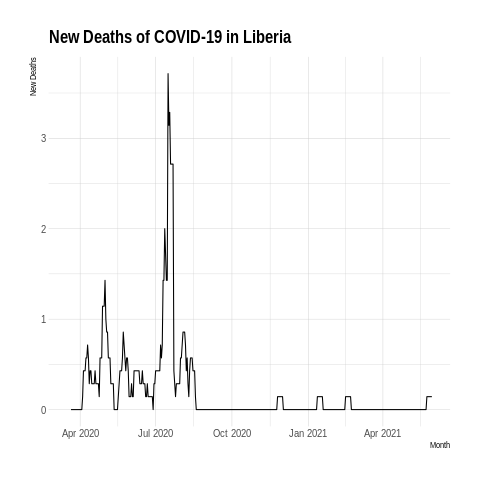 New Deaths of COVID-19 in Liberia
New Deaths
3
2
1
0
Apr 2020 Jul 2020 Oct 2020 Jan 2021 Apr 2021
Month